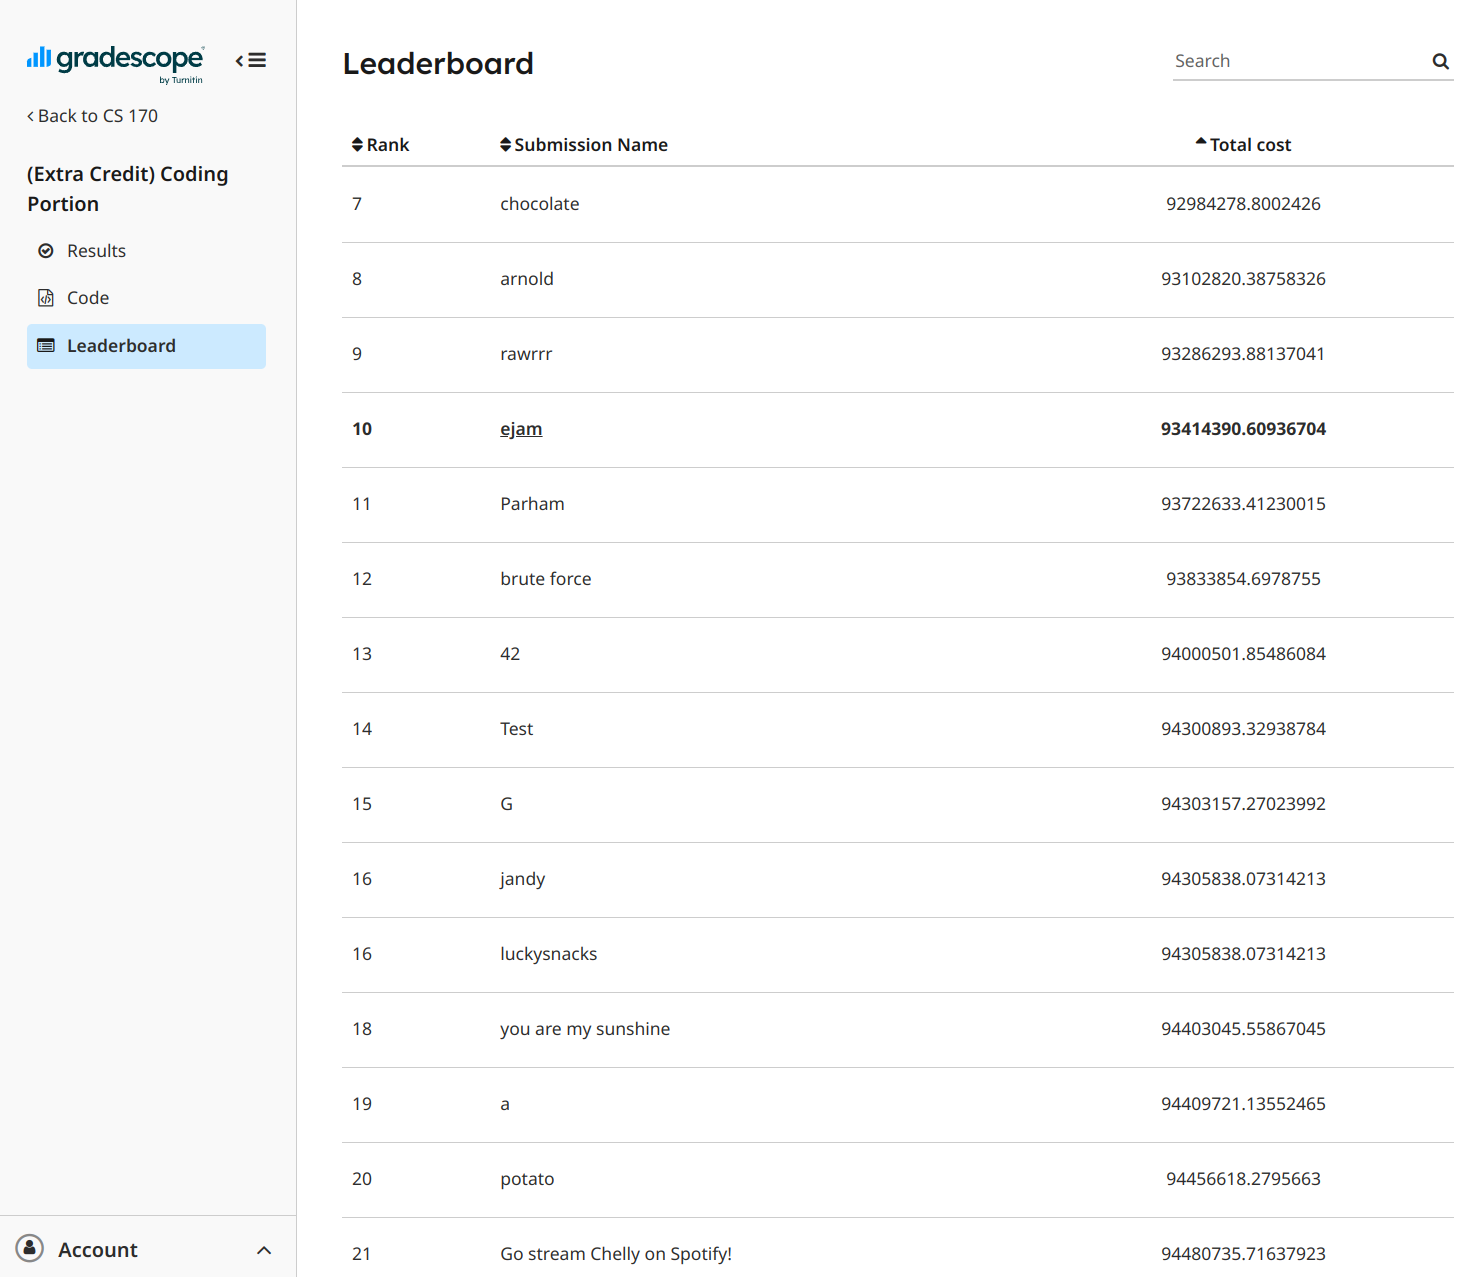 gradescope
by Turnitin
Back to CS 170
(Extra Credit) Coding
Portion
Results
Code
Leaderboard
Account
Leaderboard
Search
Rank Submission Name Total cost
7 chocolate 92984278.8002426
8 arnold 93102820.38758326
9 rawrrr 93286293.88137041
10 ejam 93414390.60936704
11 Parham 93722633.41230015
12 brute force 93833854.6978755
13 42 94000501.85486084
14 Test 94300893.32938784
15 G 94303157.27023992
16 jandy 94305838.07314213
16 luckysnacks 94305838.07314213
18 you are my sunshine 94403045.55867045
19 a 94409721.13552465
20 potato 94456618.2795663
21 Go stream Chelly on Spotify! 94480735.71637923